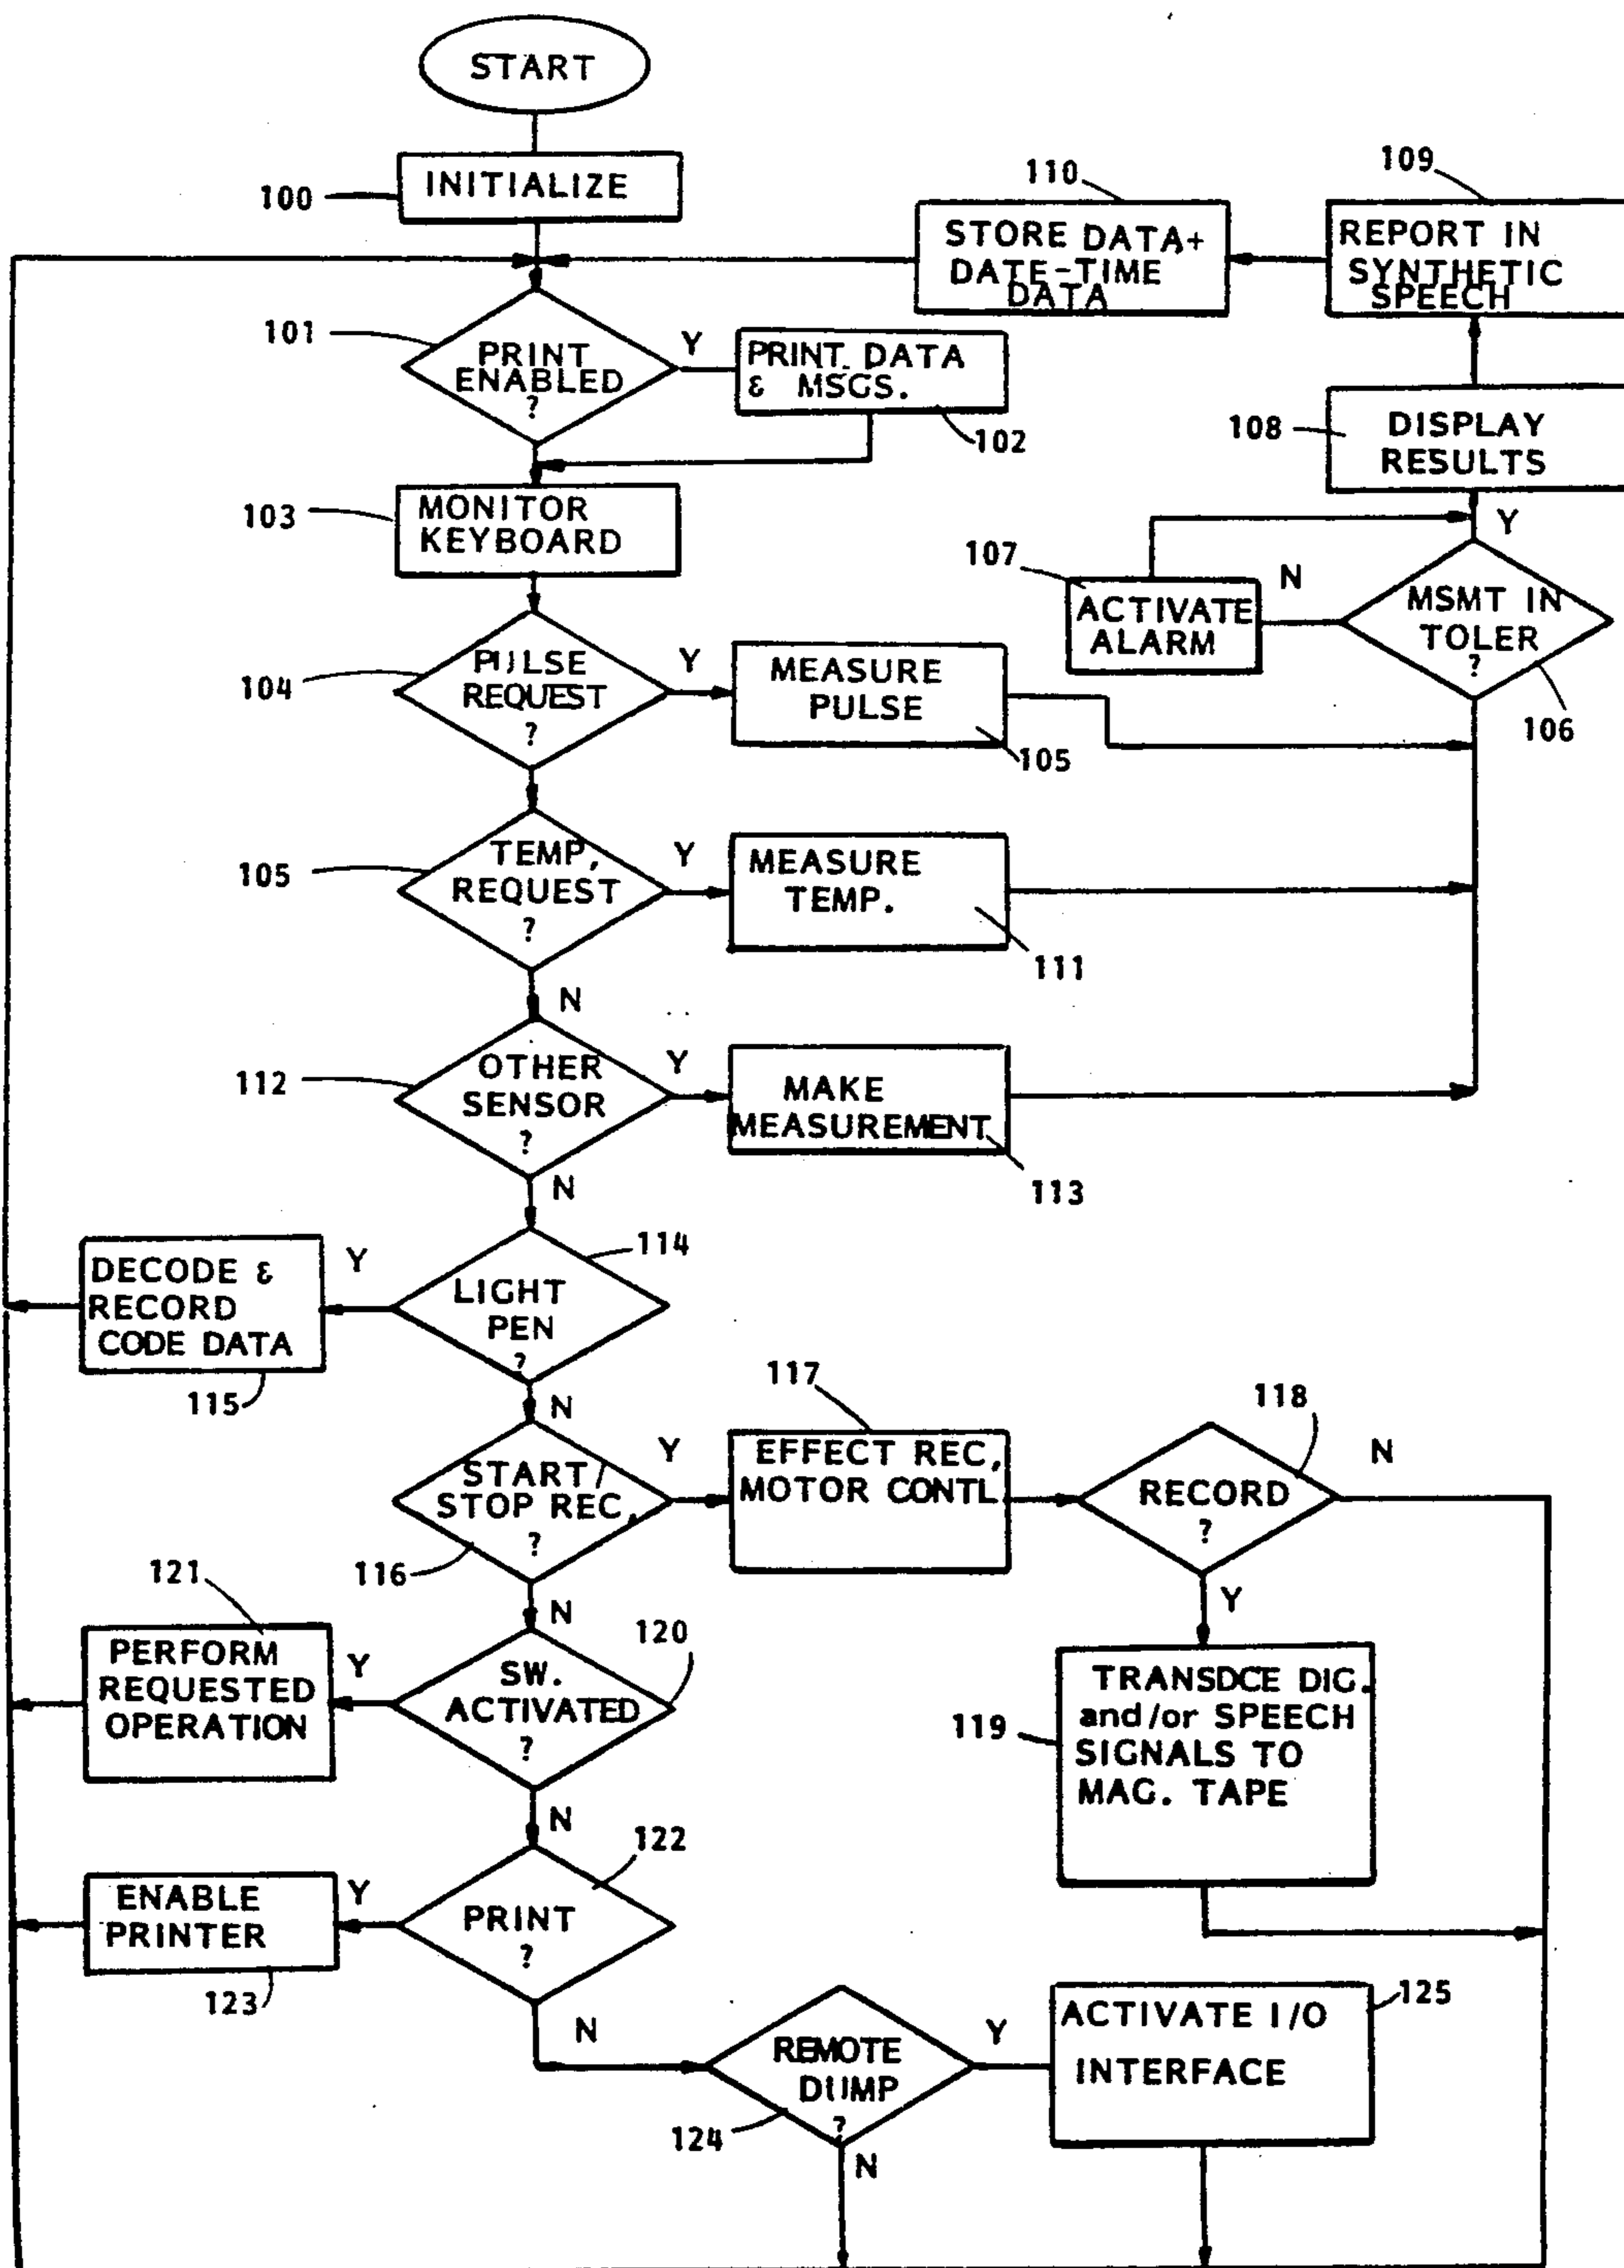 START
100
INITIALIZE
110
109
STORE DATA+
DATE-TIME
DATA
REPORT IN
SYNTHETIC
SPEECH
101
PRINT
ENABLED
?
Y
PRINT. DATA
& MSGS.
102
108
DISPLAY
RESULTS
103
MONITOR
KEYBOARD
Y
107
ACTIVATE
ALARM
N
MSMT IN
TOLER
?
106
104
PULSE
REQUEST
?
Y
MEASURE
PULSE
105
105
TEMP,
REQUEST
?
Y
MEASURE
TEMP.
111
N
112
OTHER
SENSOR
?
Y
MAKE
MEASUREMENT
113
N
114
LIGHT
PEN
?
Y
DECODE &
RECORD
CODE DATA
115
N
START/
STOP REC.
?
116
Y
117
EFFECT REC,
MOTOR CONTL
118
RECORD
?
N
Y
119
TRANSDCE DIG.
and/or SPEECH
SIGNALS TO
MAG. TAPE
N
120
SW.
ACTIVATED
?
Y
121
PERFORM
REQUESTED
OPERATION
N
122
PRINT
?
Y
ENABLE
PRINTER
123
N
REMOTE
DUMP
?
124
Y
125
ACTIVATE I/O
INTERFACE
N